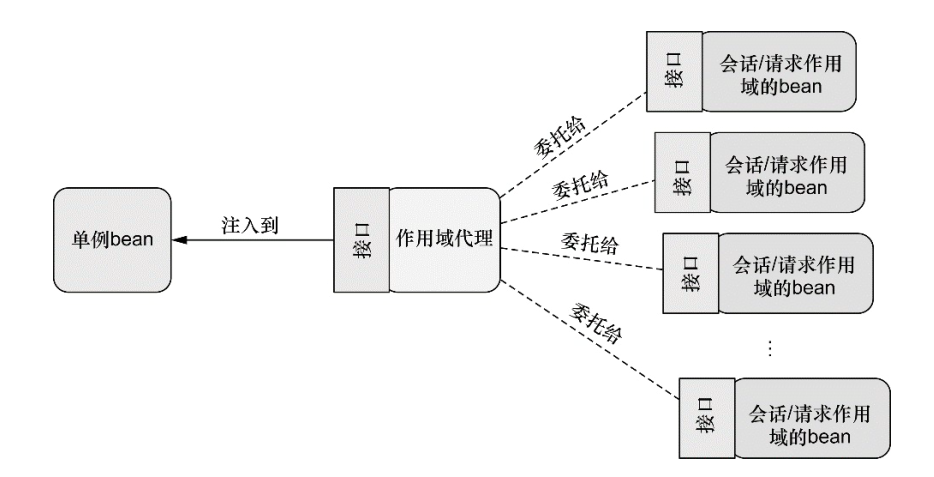 单例bean
注入到
接口
作用域代理
委托给
接口
会话/请求作用
域的bean
委托给
接口
会话/请求作用
域的bean
委托给
接口
会话/请求作用
域的bean
...
委托给
接口
会话/请求作用
域的bean